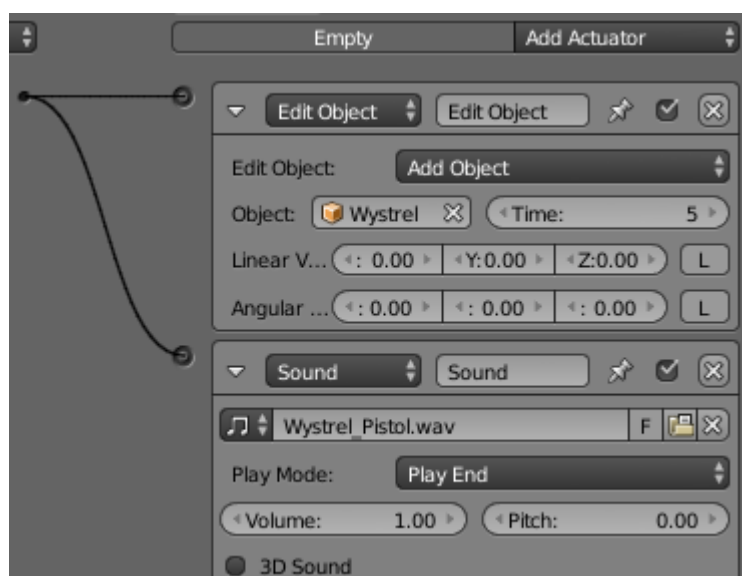 Empty Add Actuator
Edit Object Edit Object
Edit Object: Add Object
Object: Wystrel Time: 5
Linear V... : 0.00 Y:0.00 Z:0.00 L
Angular ... : 0.00 : 0.00 : 0.00 L
Sound Sound
Wystrel_Pistol.wav F
Play Mode: Play End
Volume: 1.00 Pitch: 0.00
3D Sound